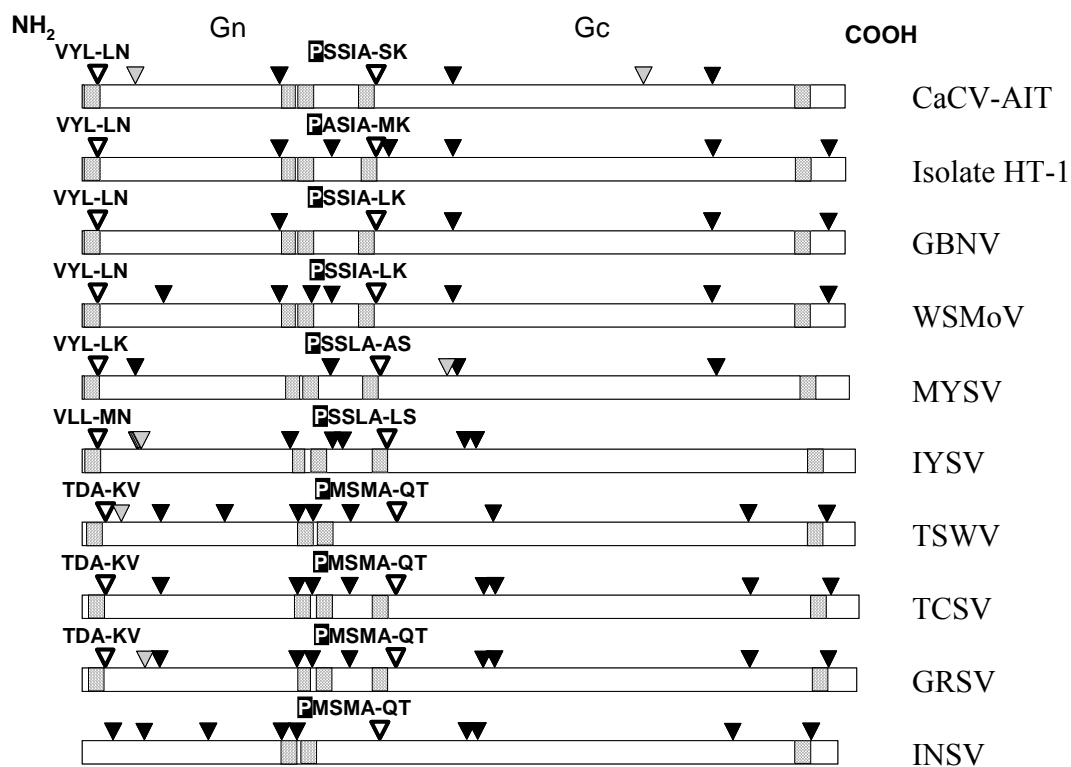 NH2 Gn Gc COOH
VYL-LN PSSIA-SK
CaCV-AIT
VYL-LN PASIA-MK
Isolate HT-1
VYL-LN PSSIA-LK
GBNV
VYL-LN PSSIA-LK
WSMoV
VYL-LK PSSLA-AS
MYSV
VLL-MN PSSLA-LS
IYSV
TDA-KV PMSMA-QT
TSWV
TDA-KV PMSMA-QT
TCSV
TDA-KV PMSMA-QT
GRSV
PMSMA-QT
INSV